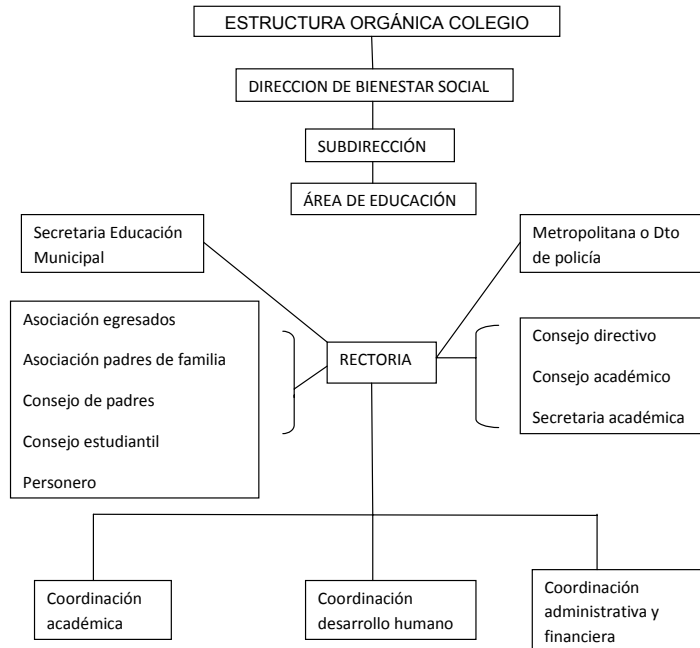 ESTRUCTURA ORGÁNICA COLEGIO
DIRECCION DE BIENESTAR SOCIAL
SUBDIRECCIÓN
ÁREA DE EDUCACIÓN
Secretaria Educación
Municipal
Metropolitana o Dto
de policía
Asociación egresados
Asociación padres de familia
Consejo de padres
Consejo estudiantil
Personero
RECTORIA
Consejo directivo
Consejo académico
Secretaria académica
Coordinación
académica
Coordinación
desarrollo humano
Coordinación
administrativa y
financiera